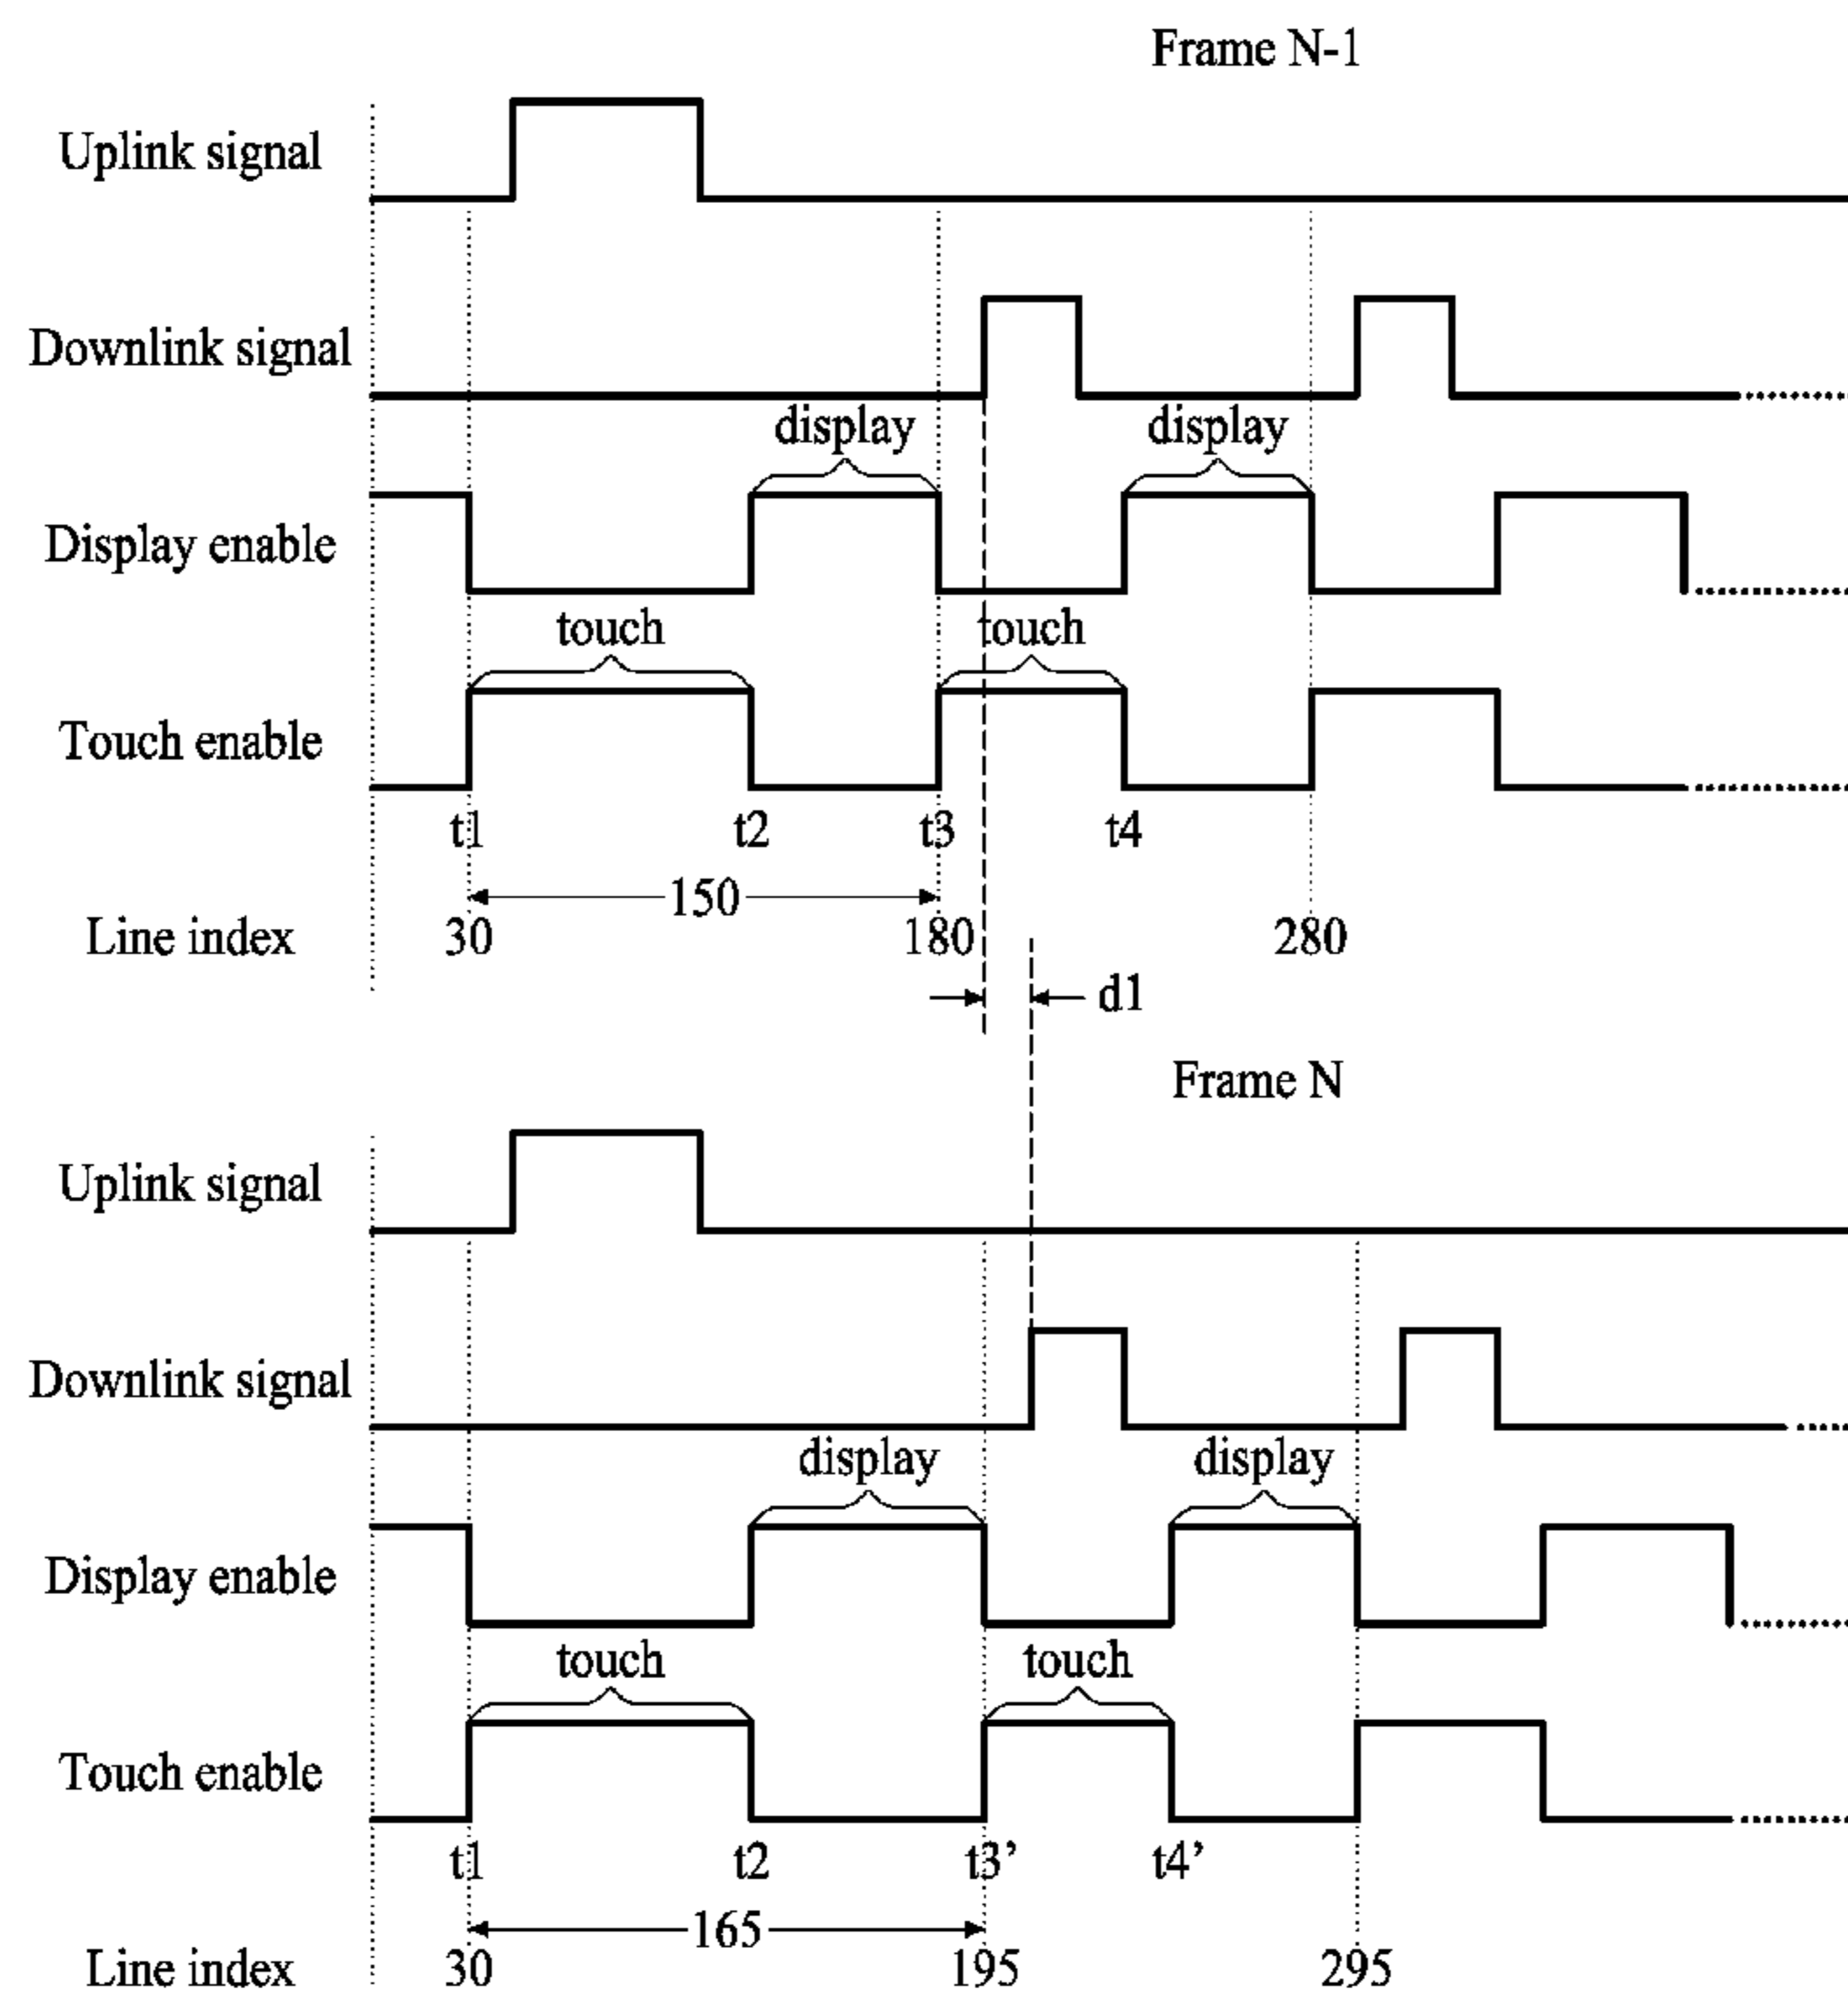 Frame N-1
Uplink signal
Downlink signal
display display
Display enable
touch touch
Touch enable
t1 t2 t3 t4
150
Line index 30 180 280
d1
Frame N
Uplink signal
Downlink signal
display display
Display enable
touch touch
Touch enable
t1 t2 t3’ t4’
165
Line index 30 195 295